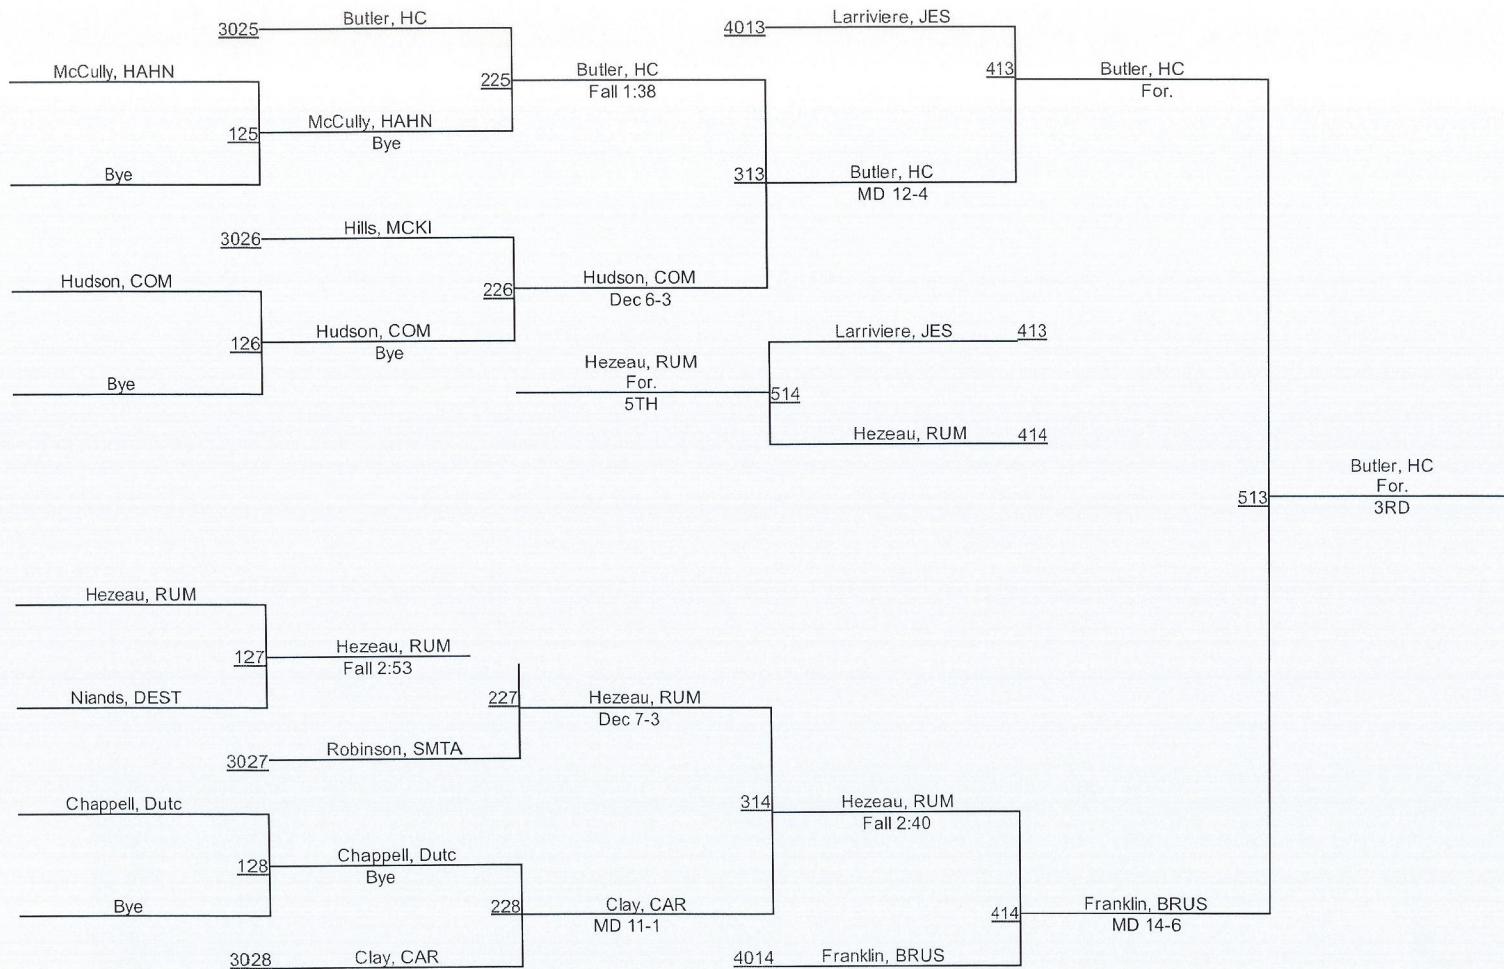 3025 Butler, HC
4013 Larriviere, JES
McCully, HAHN
225 Butler, HC
Fall 1:38
413 Butler, HC
For.
125 McCully, HAHN
Bye
Bye
313 Butler, HC
MD 12-4
3026 Hills, MCKI
Hudson, COM
226 Hudson, COM
Dec 6-3
126 Hudson, COM
Bye
Larriviere, JES 413
Bye
Hezeau, RUM
For.
5TH
514
Hezeau, RUM 414
Butler, HC
For.
513
3RD
Hezeau, RUM
127 Hezeau, RUM
Fall 2:53
Niands, DEST
227 Hezeau, RUM
Dec 7-3
3027 Robinson, SMTA
Chappell, Dutc
314 Hezeau, RUM
Fall 2:40
128 Chappell, Dutc
Bye
Bye
228 Clay, CAR
MD 11-1
414 Franklin, BRUS
MD 14-6
3028 Clay, CAR
4014 Franklin, BRUS